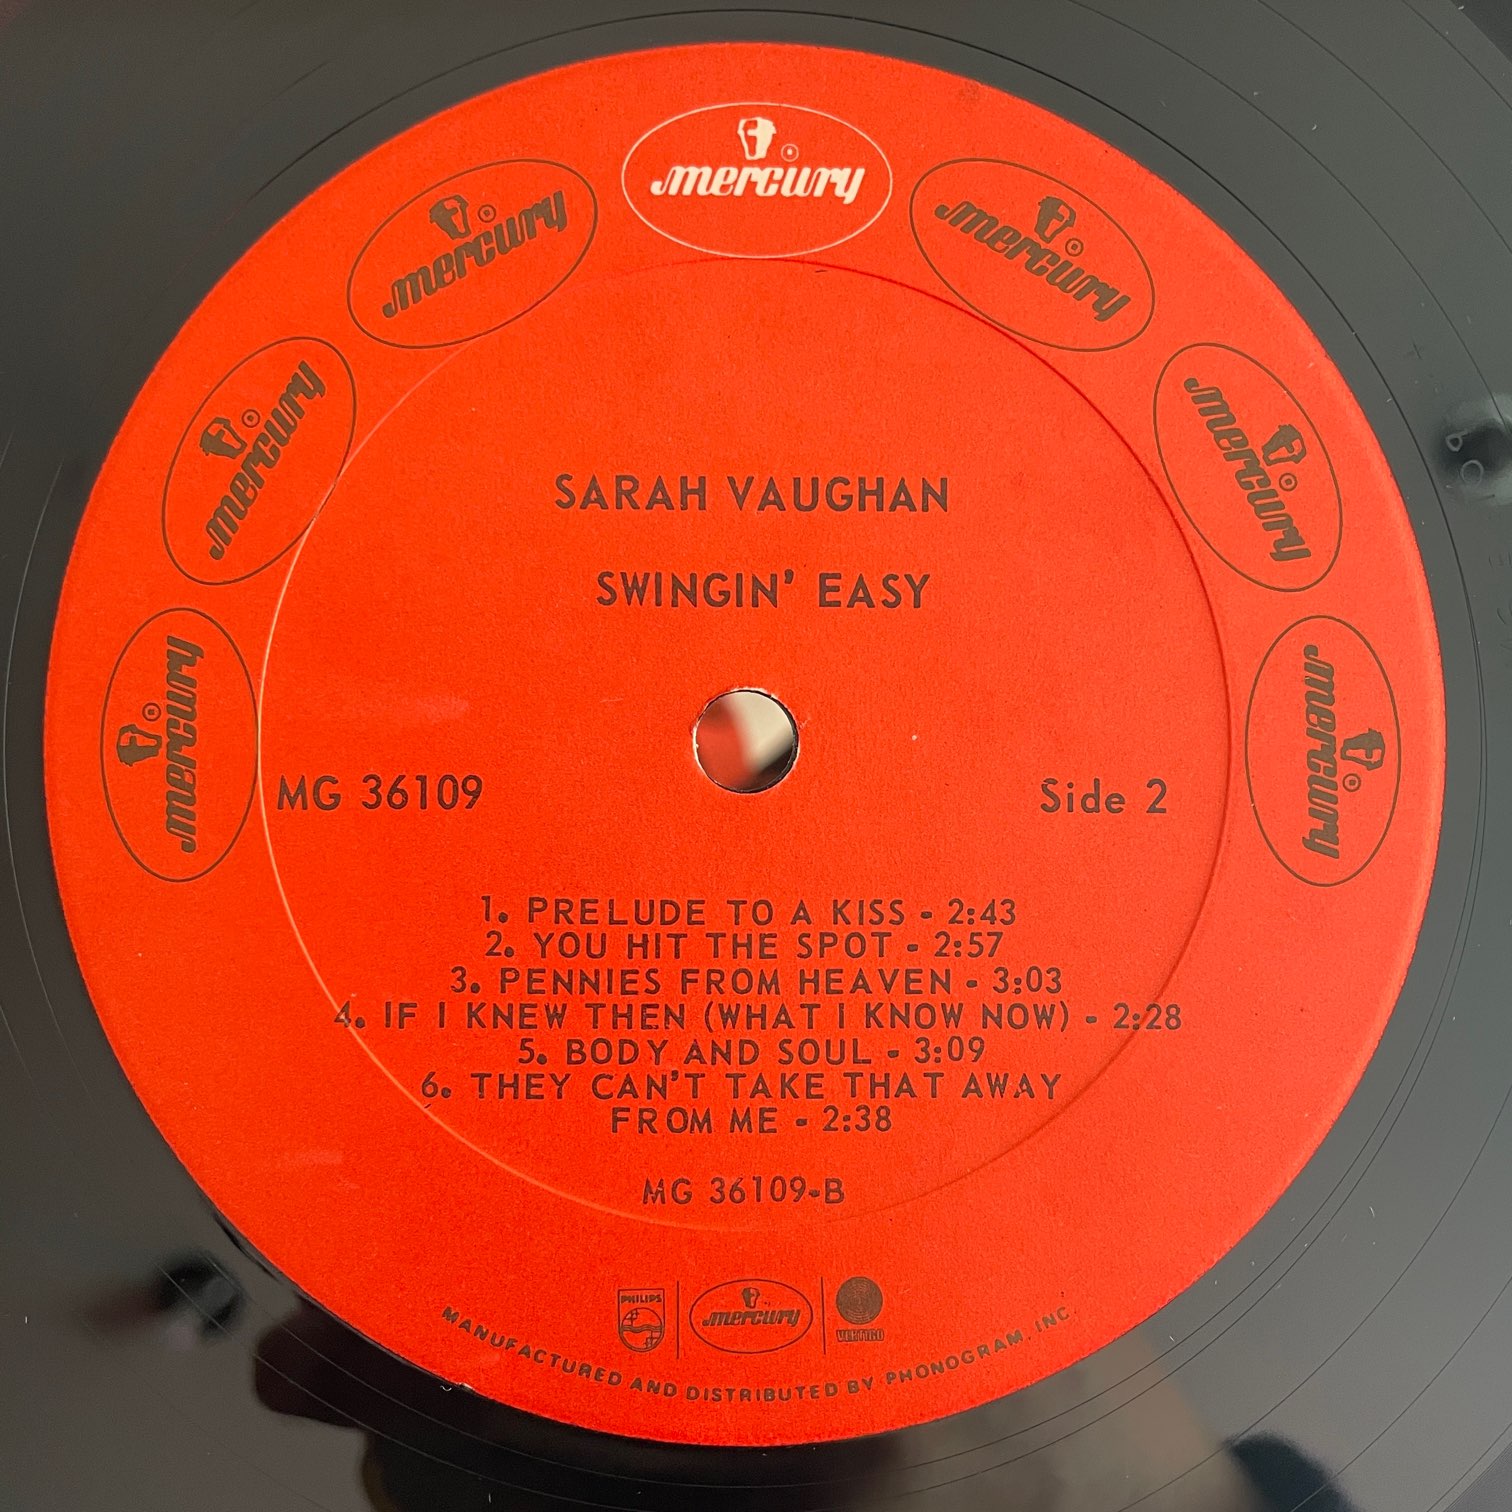 mercury
mercury
mercury
mercury
mercury
mercury
mercury
SARAH VAUGHAN
SWINGIN' EASY
MG 36109
Side 2
1. PRELUDE TO A KISS - 2:43
2. YOU HIT THE SPOT - 2:57
3. PENNIES FROM HEAVEN - 3:03
4. IF I KNEW THEN (WHAT I KNOW NOW) - 2:28
5. BODY AND SOUL - 3:09
6. THEY CAN'T TAKE THAT AWAY
FROM ME - 2:38
MG 36109-B
PHILIPS
mercury
VERTIGO
MANUFACTURED AND DISTRIBUTED BY PHONOGRAM, INC.